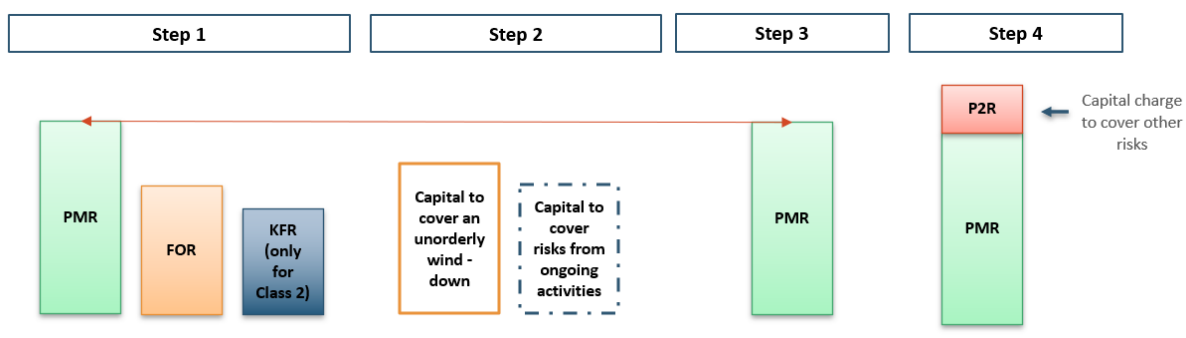 Step 1
Step 2
Step 3
Step 4
PMR
FOR
KFR
(only
for
Class 2)
Capital to
cover an
unorderly
wind -
down
Capital to
cover
risks from
ongoing
activities
PMR
P2R
PMR
Capital charge
to cover other
risks